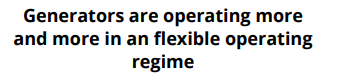 Generators are operating more
and more in an flexible operating
regime